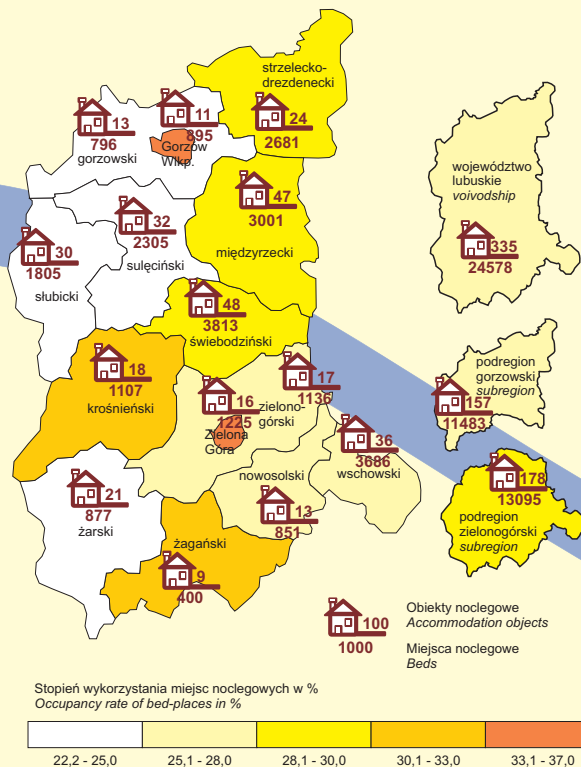 strzelecko-
drezdenecki
24
2681
13
796
gorzowski
11
895
Gorzów
Wlkp.
47
3001
międzyrzecki
32
2305
sulęciński
30
1805
słubicki
48
3813
świebodziński
18
1107
krośnieński
17
1136
zielono-
górski
16
1225
Zielona
Góra
36
3686
wschowski
nowosolski
13
851
21
877
żarski
żagański
9
400
województwo
lubuskie
voivodship
335
24578
podregion
gorzowski
subregion
157
11483
178
13095
podregion
zielonogórski
subregion
100
1000
Obiekty noclegowe
Accommodation objects
Miejsca noclegowe
Beds
Stopień wykorzystania miejsc noclegowych w %
Occupancy rate of bed-places in %
22,2 - 25,0 25,1 - 28,0 28,1 - 30,0 30,1 - 33,0 33,1 - 37,0